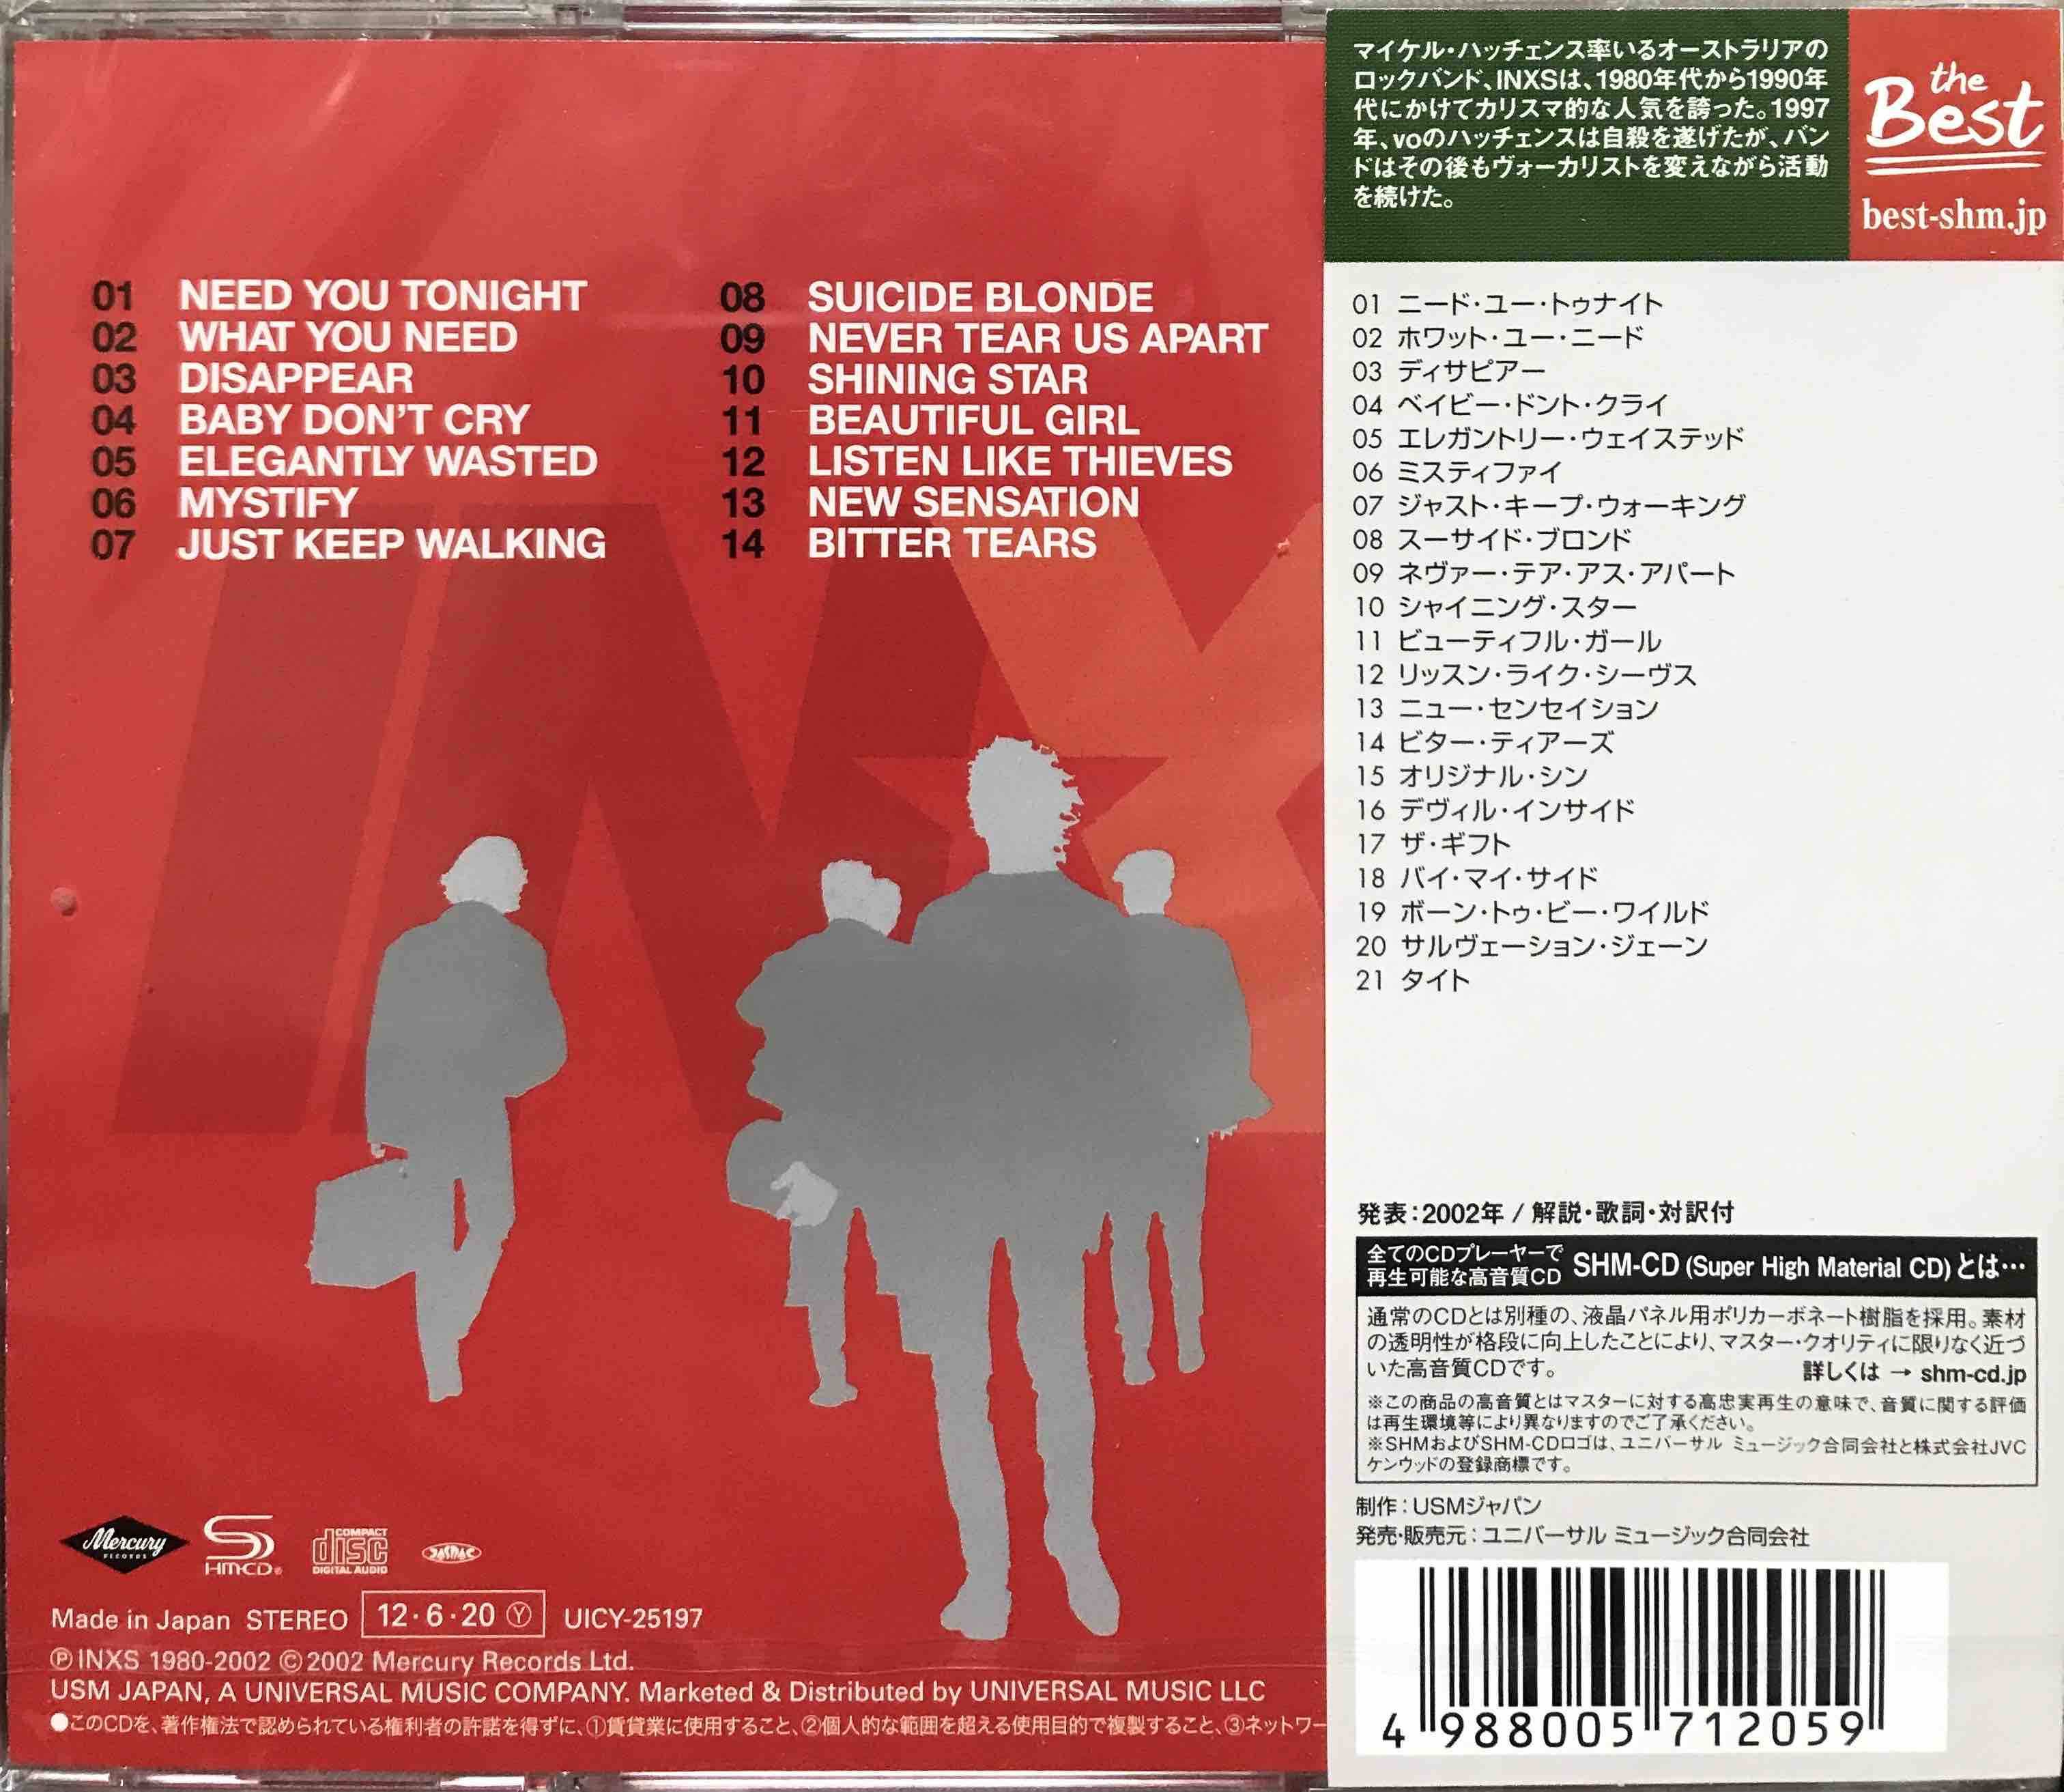 01 NEED YOU TONIGHT
02 WHAT YOU NEED
03 DISAPPEAR
04 BABY DON'T CRY
05 ELEGANTLY WASTED
06 MYSTIFY
07 JUST KEEP WALKING
08 SUICIDE BLONDE
09 NEVER TEAR US APART
10 SHINING STAR
11 BEAUTIFUL GIRL
12 LISTEN LIKE THIEVES
13 NEW SENSATION
14 BITTER TEARS
Mercury
RECORDS
HMCD
COMPACT
disc
DIGITAL AUDIO
JASRAC
Made in Japan STEREO 12・6・20 Ⓨ UICY-25197
Ⓟ INXS 1980-2002 © 2002 Mercury Records Ltd.
USM JAPAN, A UNIVERSAL MUSIC COMPANY. Marketed & Distributed by UNIVERSAL MUSIC LLC
●このCDを、著作権法で認められている権利者の許諾を得ずに、①賃貸業に使用すること、②個人的な範囲を超える使用目的で複製すること、③ネットワー
マイケル・ハッチェンス率いるオーストラリアの
ロックバンド、INXSは、1980年代から1990年
代にかけてカリスマ的な人気を誇った。1997
年、voのハッチェンスは自殺を遂げたが、バン
ドはその後もヴォーカリストを変えながら活動
を続けた。
the
Best
best-shm.jp
01 ニード・ユー・トゥナイト
02 ホワット・ユー・ニード
03 ディサピアー
04 ベイビー・ドント・クライ
05 エレガントリー・ウェイステッド
06 ミスティファイ
07 ジャスト・キープ・ウォーキング
08 スーサイド・ブロンド
09 ネヴァー・テア・アス・アパート
10 シャイニング・スター
11 ビューティフル・ガール
12 リッスン・ライク・シーヴス
13 ニュー・センセイション
14 ビター・ティアーズ
15 オリジナル・シン
16 デヴィル・インサイド
17 ザ・ギフト
18 バイ・マイ・サイド
19 ボーン・トゥ・ビー・ワイルド
20 サルヴェーション・ジェーン
21 タイト
発表：2002年 / 解説・歌詞・対訳付
全てのCDプレーヤーで
再生可能な高音質CD
SHM-CD (Super High Material CD) とは…
通常のCDとは別種の、液晶パネル用ポリカーボネート樹脂を採用。素材
の透明性が格段に向上したことにより、マスター・クオリティに限りなく近づ
いた高音質CDです。 詳しくは → shm-cd.jp
※この商品の高音質とはマスターに対する高忠実再生の意味で、音質に関する評価
は再生環境等により異なりますのでご了承ください。
※SHMおよびSHM-CDロゴは、ユニバーサル ミュージック合同会社と株式会社JVC
ケンウッドの登録商標です。
制作：USMジャパン
発売・販売元：ユニバーサル ミュージック合同会社
4 988005 712059